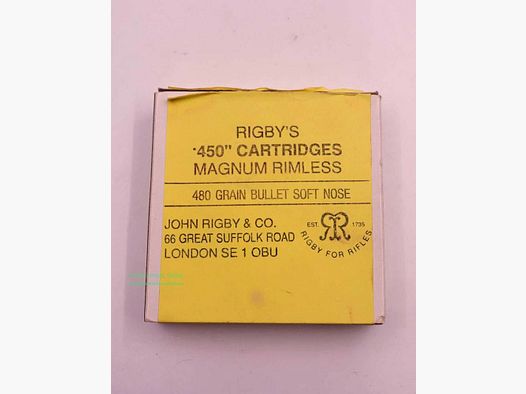 RIGBY'S
'450" CARTRIDGES
MAGNUM RIMLESS
480 GRAIN BULLET SOFT NOSE
JOHN RIGBY & CO.
66 GREAT SUFFOLK ROAD
LONDON SE 1 OBU
EST. 1735
RIGBY FOR RIFLES